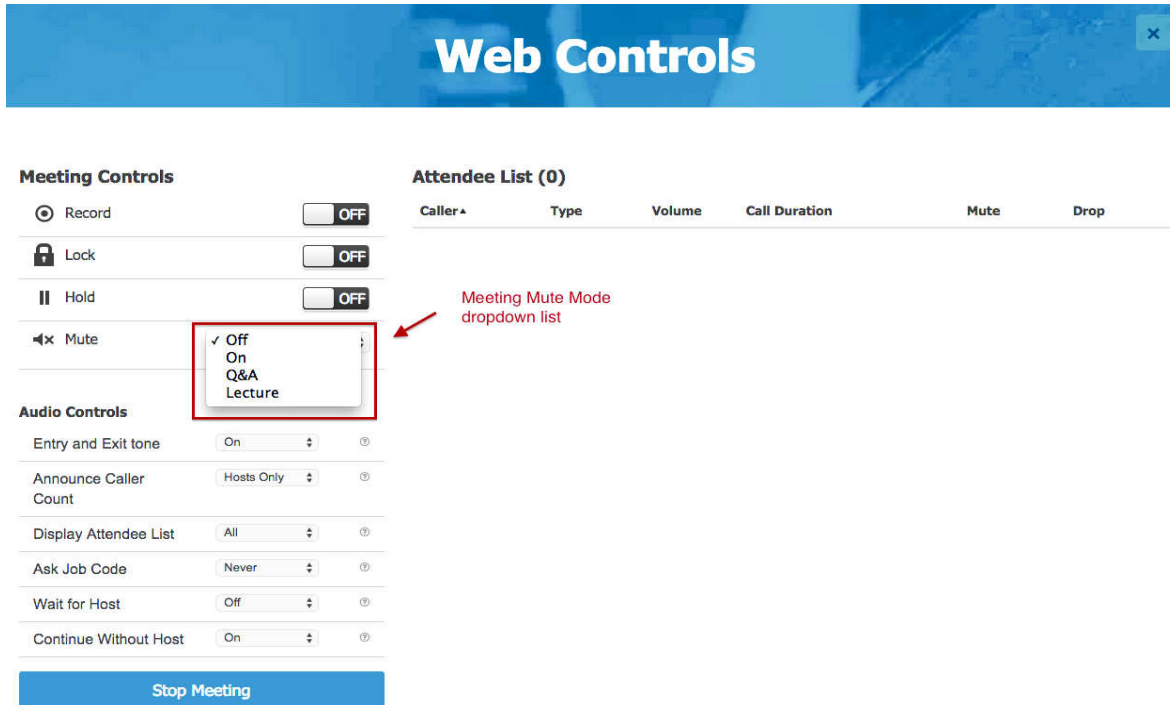 Web Controls
×
Meeting Controls
Record
OFF
Lock
OFF
Hold
OFF
Mute
✓ Off
On
Q&A
Lecture
Meeting Mute Mode
dropdown list
Audio Controls
Entry and Exit tone On ?
Announce Caller
Count
Hosts Only ?
Display Attendee List All ?
Ask Job Code Never ?
Wait for Host Off ?
Continue Without Host On ?
Stop Meeting
Attendee List (0)
Caller Type Volume Call Duration Mute Drop